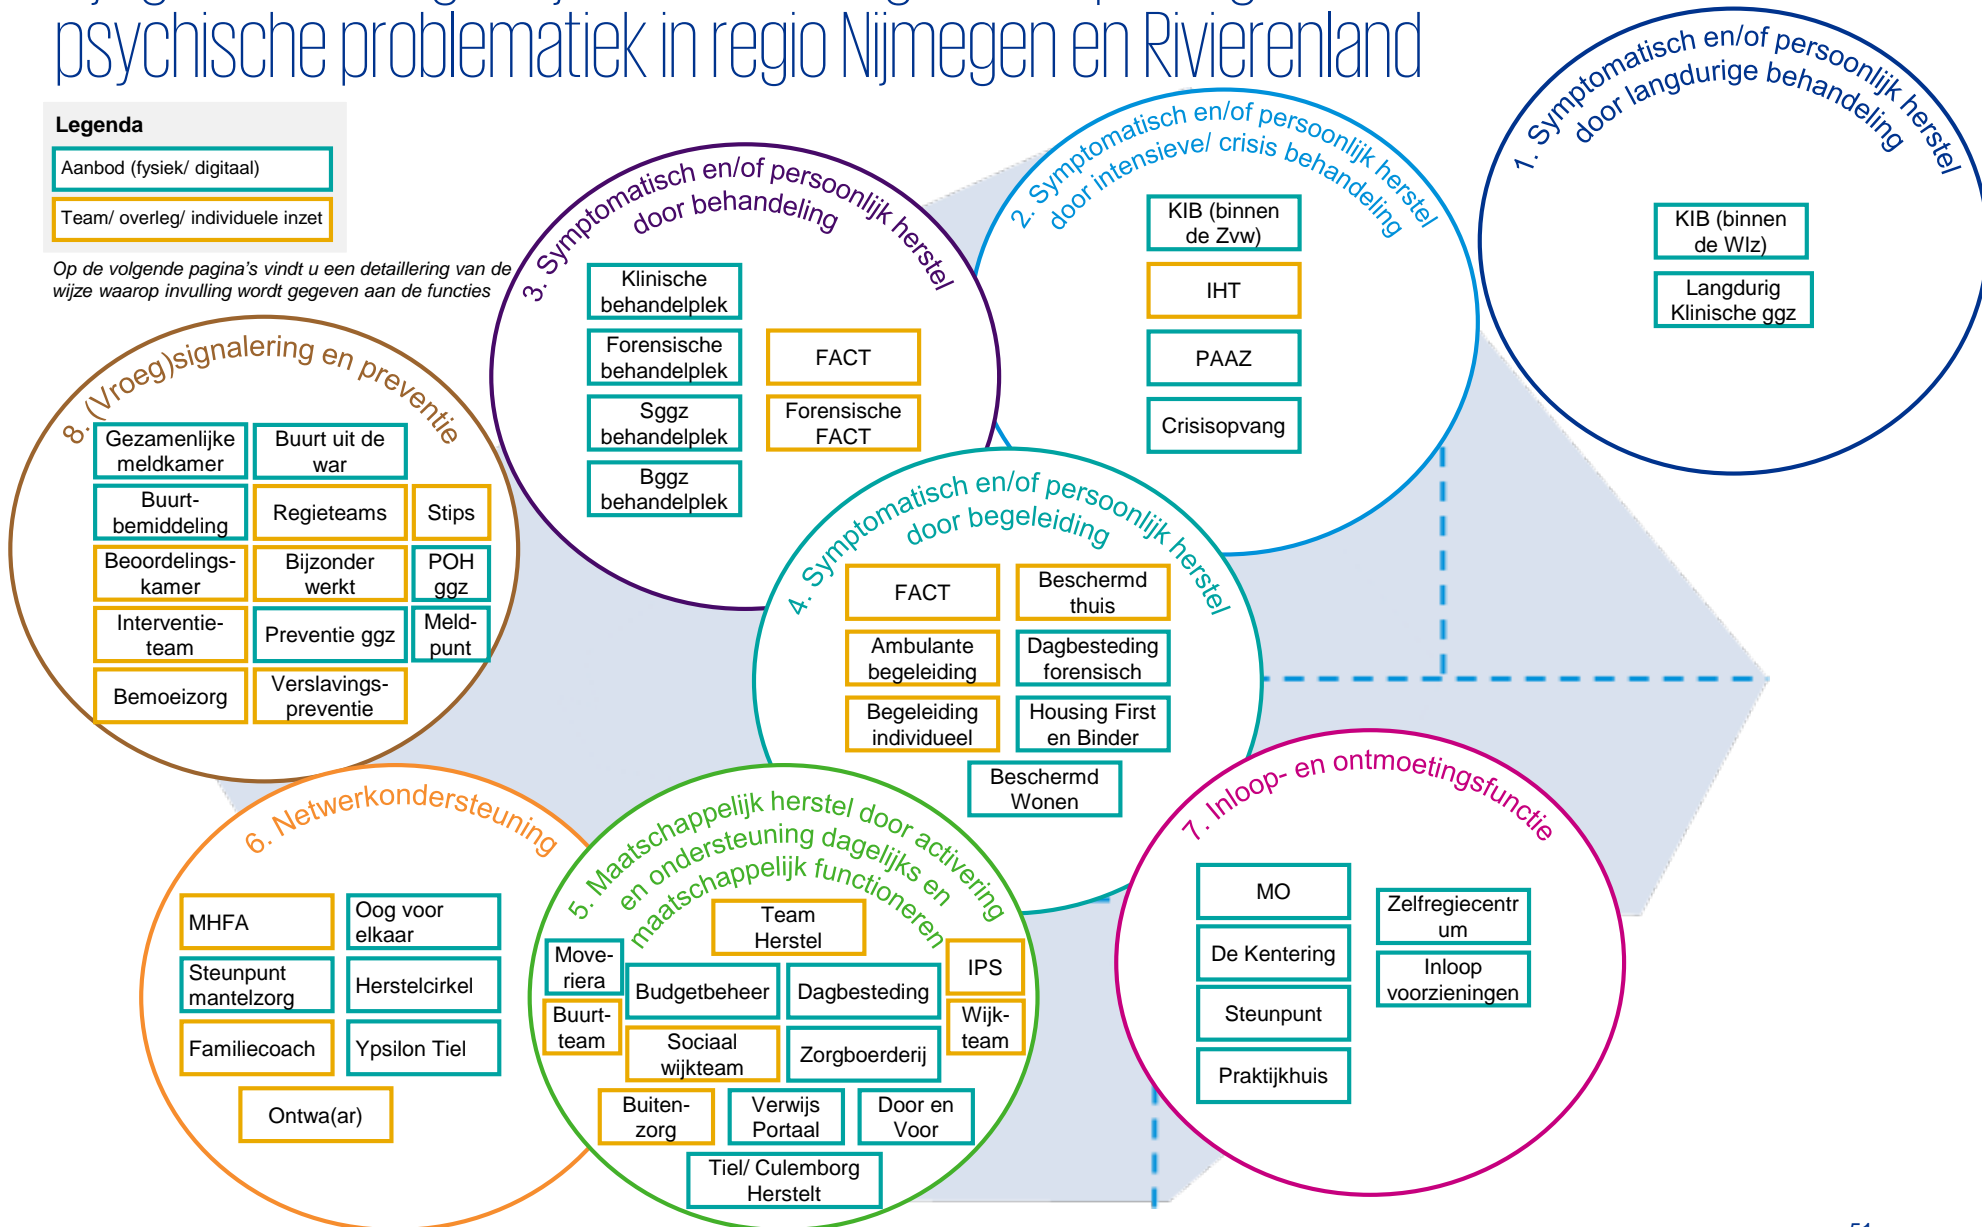 psychische problematiek in regio Nijmegen en Rivierenland
Legenda
Aanbod (fysiek/ digitaal)
Team/ overleg/ individuele inzet
Op de volgende pagina's vindt u een detaillering van de
wijze waarop invulling wordt gegeven aan de functies
1. Symptomatisch en/of persoonlijk herstel
door langdurige behandeling
KIB (binnen
de Wlz)
Langdurig
Klinische ggz
2. Symptomatisch en/of persoonlijk herstel
door intensieve/ crisis behandeling
KIB (binnen
de Zvw)
IHT
PAAZ
Crisisopvang
3. Symptomatisch en/of persoonlijk herstel
door behandeling
Klinische
behandelplek
Forensische
behandelplek
Sggz
behandelplek
Bggz
behandelplek
FACT
Forensische
FACT
8. (Vroeg)signalering en preventie
Gezamenlijke
meldkamer
Buurt uit de
war
Buurt-
bemiddeling
Regieteams
Stips
Beoordelings-
kamer
Bijzonder
werkt
POH
ggz
Interventie-
team
Preventie ggz
Meld-
punt
Bemoeizorg
Verslavings-
preventie
4. Symptomatisch en/of persoonlijk herstel
door begeleiding
FACT
Beschermd
thuis
Ambulante
begeleiding
Dagbesteding
forensisch
Begeleiding
individueel
Housing First
en Binder
Beschermd
Wonen
6. Netwerkondersteuning
MHFA
Oog voor
elkaar
Steunpunt
mantelzorg
Herstelcirkel
Familiecoach
Ypsilon Tiel
Ontwa(ar)
5. Maatschappelijk herstel door activering
en ondersteuning dagelijks en
maatschappelijk functioneren
Team
Herstel
Move-
riera
Budgetbeheer
Dagbesteding
IPS
Buurt-
team
Sociaal
wijkteam
Zorgboerderij
Wijk-
team
Buiten-
zorg
Verwijs
Portaal
Door en
Voor
Tiel/ Culemborg
Herstelt
7. Inloop- en ontmoetingsfunctie
MO
Zelfregiecentr
um
De Kentering
Inloop
voorzieningen
Steunpunt
Praktijkhuis